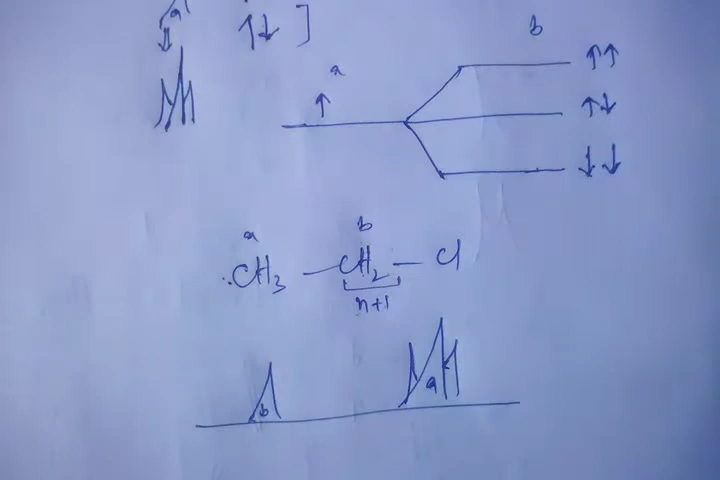 a
↑↓ ]
b
a
↑↑
↑
↑↓
↓↓
a b
CH₃ — CH₂ — Cl
n+1
b a